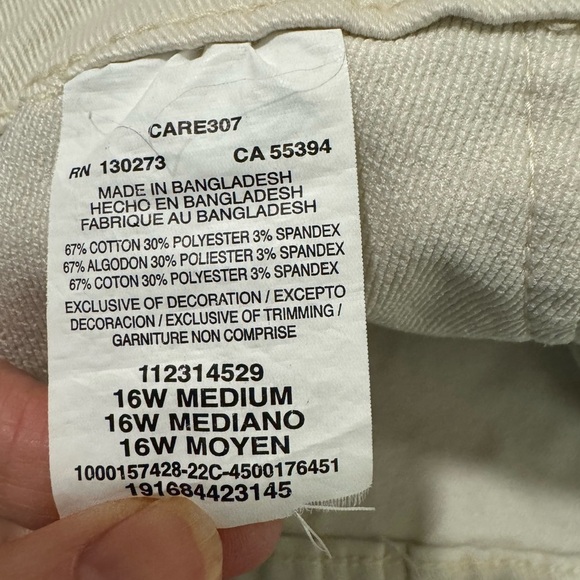 CARE307
RN 130273 CA 55394
MADE IN BANGLADESH
HECHO EN BANGLADESH
FABRIQUE AU BANGLADESH
67% COTTON 30% POLYESTER 3% SPANDEX
67% ALGODON 30% POLIESTER 3% SPANDEX
67% COTON 30% POLYESTER 3% SPANDEX
EXCLUSIVE OF DECORATION / EXCEPTO
DECORACION / EXCLUSIVE OF TRIMMING /
GARNITURE NON COMPRISE
112314529
16W MEDIUM
16W MEDIANO
16W MOYEN
1000157428-22C-4500176451
191684423145